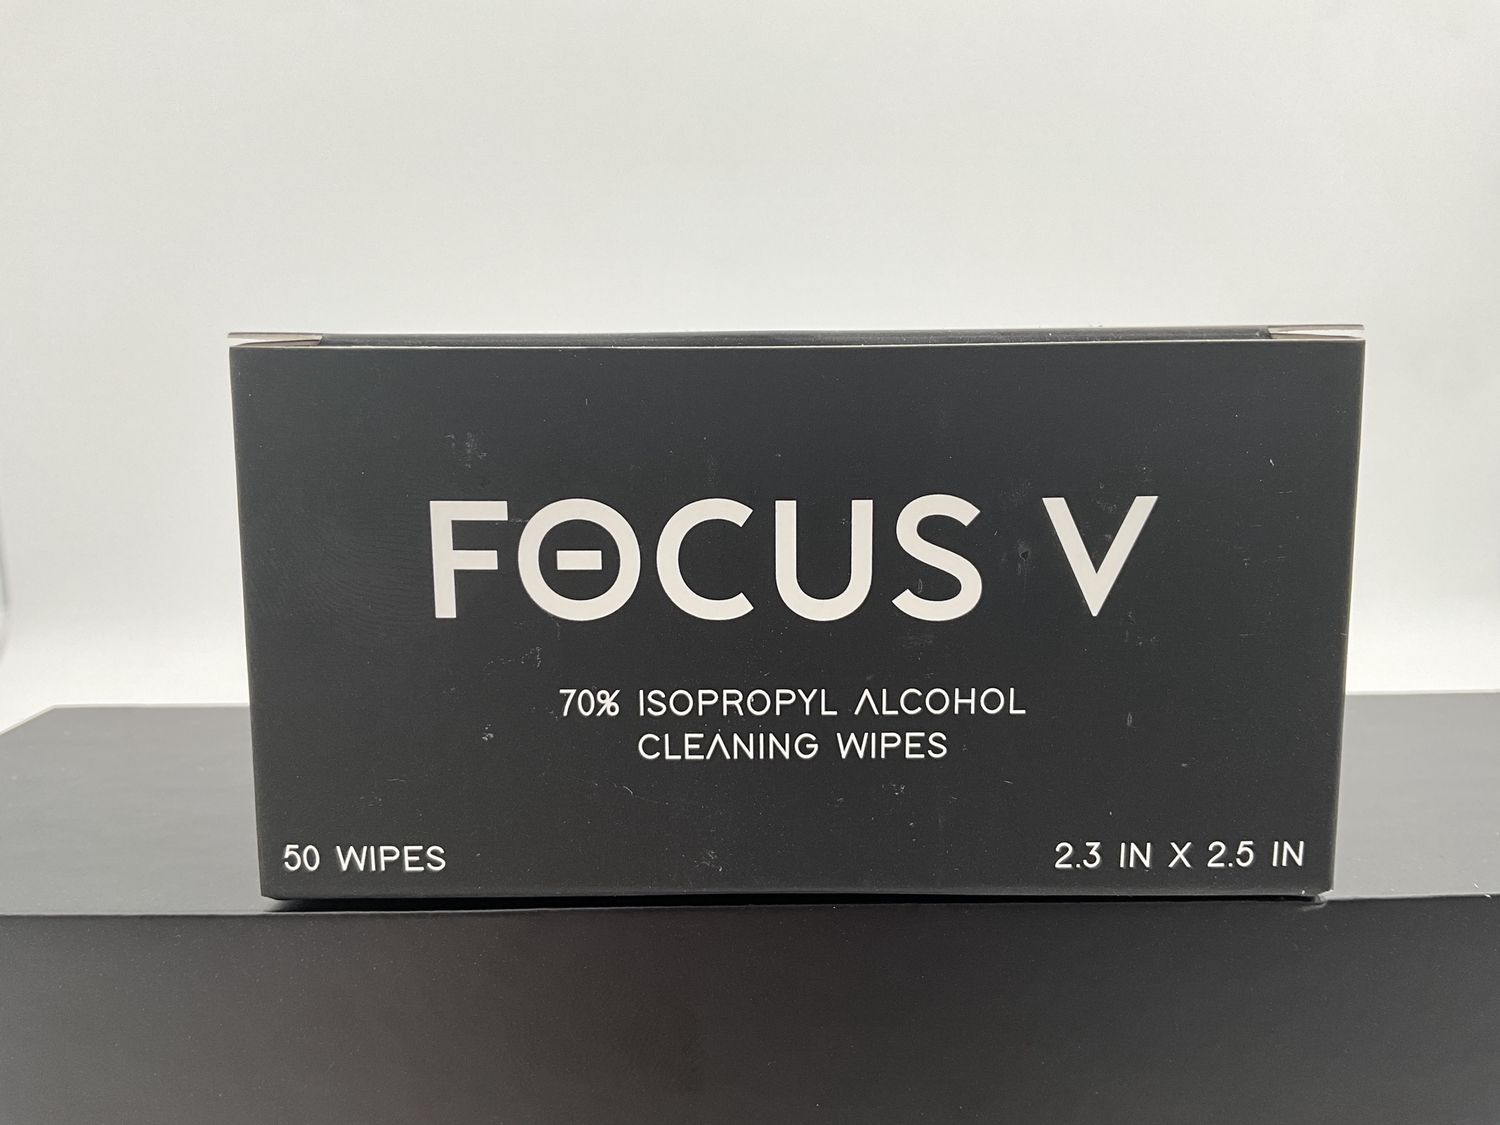 FOCUS V
70% ISOPROPYL ALCOHOL
CLEANING WIPES
50 WIPES
2.3 IN X 2.5 IN